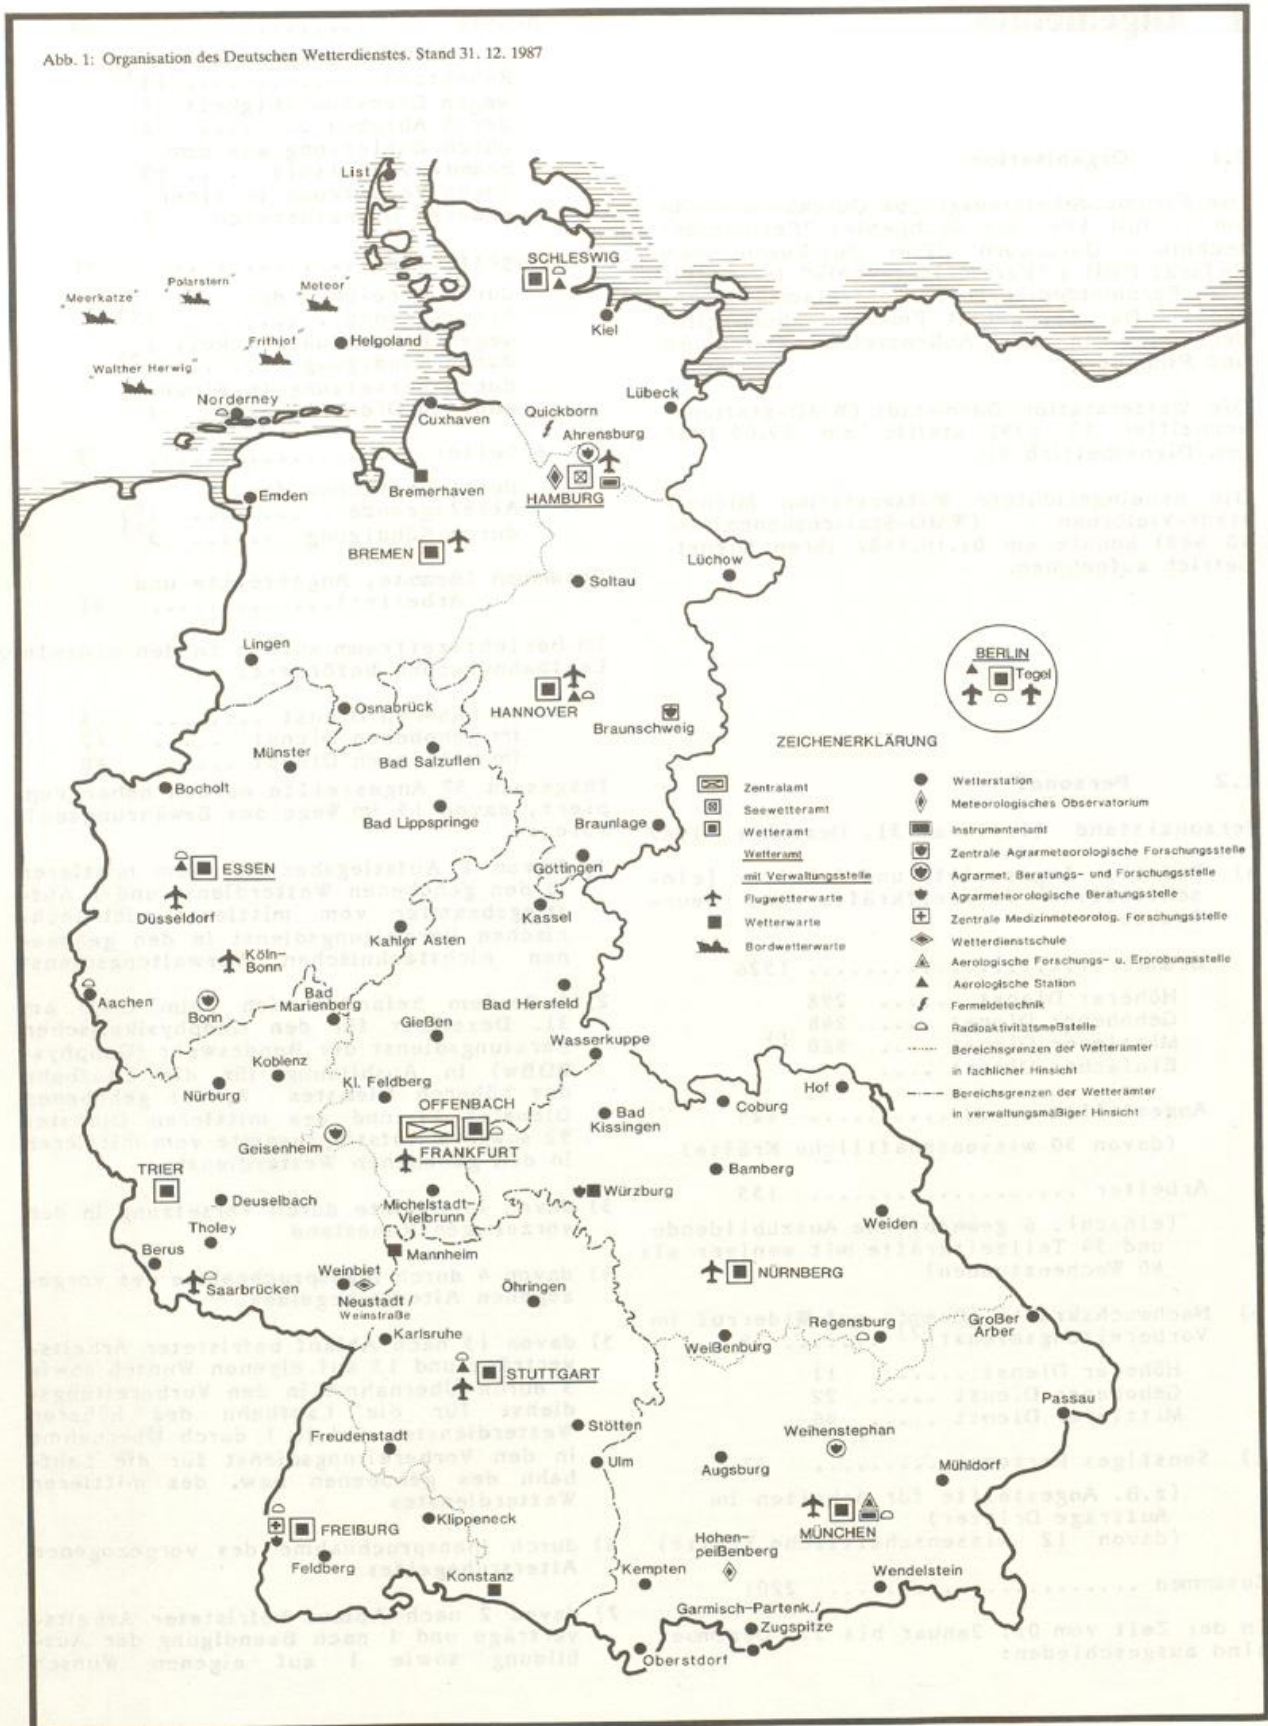 Abb. 1: Organisation des Deutschen Wetterdienstes. Stand 31. 12. 1987
List
SCHLESWIG
Polarstern
Meteor
Meerkatze
Kiel
Frithjof
Helgoland
Walther Herwig
Norderney
Lübeck
Cuxhaven
Quickborn
Ahrensburg
Bremerhaven
HAMBURG
Emden
BREMEN
Lüchow
Soltau
Lingen
BERLIN
Tegel
Osnabrück
HANNOVER
Braunschweig
Münster
Bad Salzuflen
Bocholt
Bad Lippspringe
Braunlage
ESSEN
Göttingen
Düsseldorf
Kassel
Kahler Asten
Köln-
Bonn
Aachen
Bonn
Bad
Marienberg
Bad Hersfeld
Gießen
Wasserkuppe
Koblenz
Nürburg
Kl. Feldberg
Hof
Coburg
OFFENBACH
Bad
Kissingen
Geisenheim
FRANKFURT
Bamberg
TRIER
Deuselbach
Michelstadt-
Vielbrunn
Würzburg
Weiden
Tholey
Berus
Mannheim
Saarbrücken
Weinbiet
NÜRNBERG
Neustadt/
Weinstraße
Öhringen
Karlsruhe
Weißenburg
Regensburg
Großer
Arber
STUTTGART
Passau
Stötten
Freudenstadt
Weihenstephan
Ulm
Augsburg
Mühldorf
Klippeneck
FREIBURG
MÜNCHEN
Hohen-
peißenberg
Feldberg
Konstanz
Kempten
Wendelstein
Garmisch-Partenk./
Zugspitze
Oberstdorf
ZEICHENERKLÄRUNG
Zentralamt
Seewetteramt
Wetteramt
Wetteramt
mit Verwaltungsstelle
Flugwetterwarte
Wetterwarte
Bordwetterwarte
Wetterstation
Meteorologisches Observatorium
Instrumentenamt
Zentrale Agrarmeteorologische Forschungsstelle
Agrarmet. Beratungs- und Forschungsstelle
Agrarmeteorologische Beratungsstelle
Zentrale Medizinmeteorolog. Forschungsstelle
Wetterdienstschule
Aerologische Forschungs- u. Erprobungsstelle
Aerologische Station
Fermeldetechnik
Radioaktivitätsmeßstelle
Bereichsgrenzen der Wetterämter
in fachlicher Hinsicht
Bereichsgrenzen der Wetterämter
in verwaltungsmäßiger Hinsicht